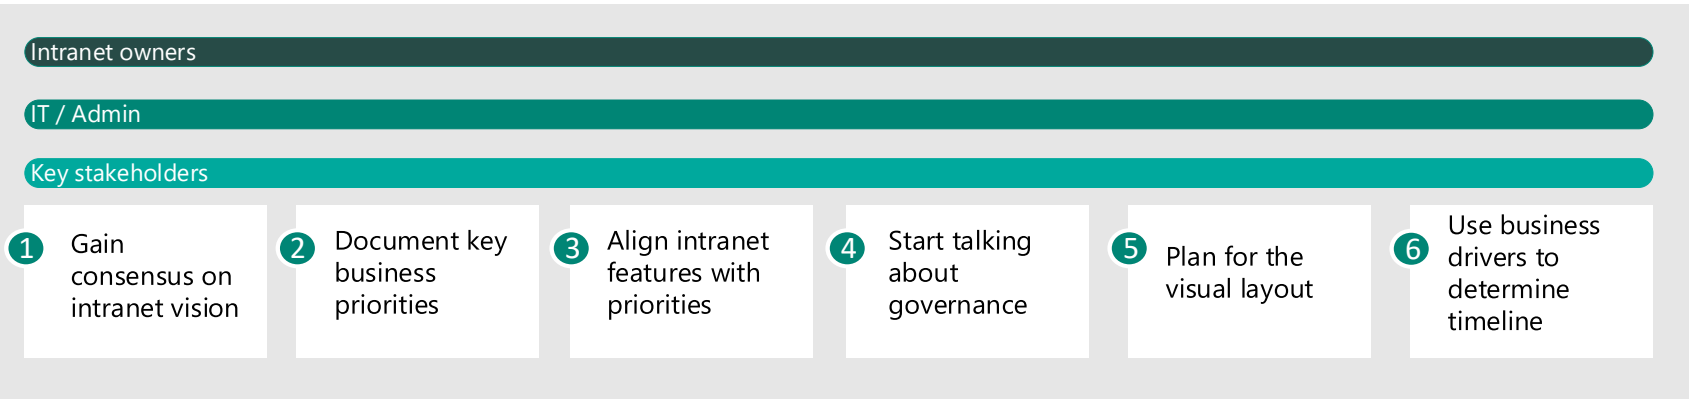 Intranet owners
IT / Admin
Key stakeholders
1
Gain
consensus on
intranet vision
2
Document key
business
priorities
3
Align intranet
features with
priorities
4
Start talking
about
governance
5
Plan for the
visual layout
6
Use business
drivers to
determine
timeline